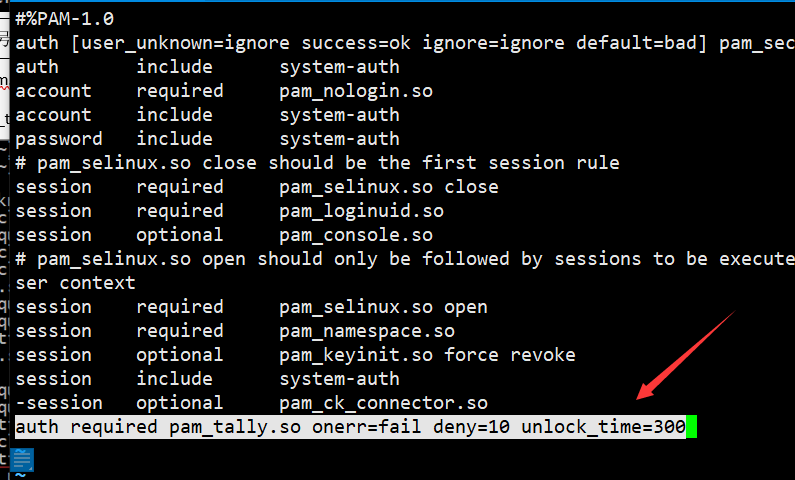 #%PAM-1.0
auth [user_unknown=ignore success=ok ignore=ignore default=bad] pam_sec
auth       include      system-auth
account    required     pam_nologin.so
account    include      system-auth
password   include      system-auth
# pam_selinux.so close should be the first session rule
session    required     pam_selinux.so close
session    required     pam_loginuid.so
session    optional     pam_console.so
# pam_selinux.so open should only be followed by sessions to be execute
ser context
session    required     pam_selinux.so open
session    required     pam_namespace.so
session    optional     pam_keyinit.so force revoke
session    include      system-auth
-session   optional     pam_ck_connector.so
auth required pam_tally.so onerr=fail deny=10 unlock_time=300
~